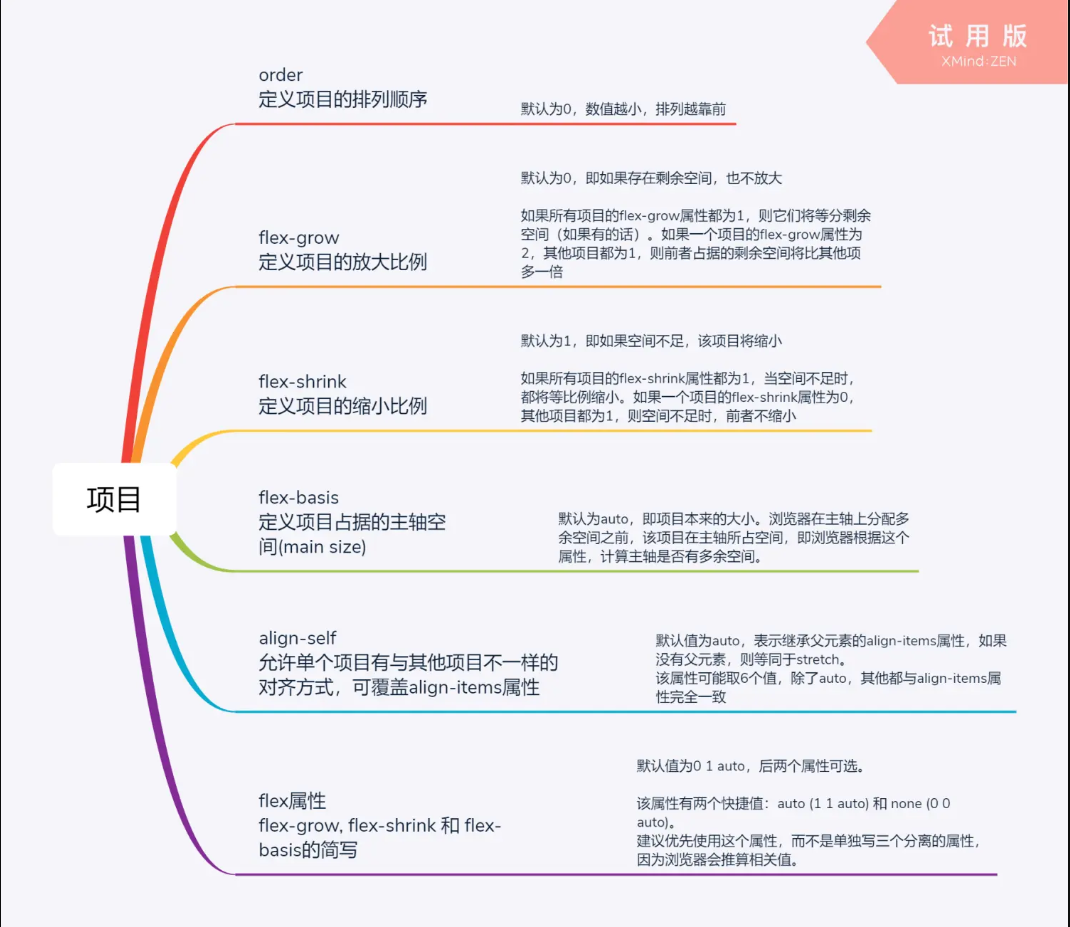 试用版
XMind:ZEN
order
定义项目的排列顺序
默认为0，数值越小，排列越靠前
flex-grow
定义项目的放大比例
默认为0，即如果存在剩余空间，也不放大
如果所有项目的flex-grow属性都为1，则它们将等分剩余
空间（如果有的话）。如果一个项目的flex-grow属性为
2，其他项目都为1，则前者占据的剩余空间将比其他项
多一倍
flex-shrink
定义项目的缩小比例
默认为1，即如果空间不足，该项目将缩小
如果所有项目的flex-shrink属性都为1，当空间不足时，
都将等比例缩小。如果一个项目的flex-shrink属性为0，
其他项目都为1，则空间不足时，前者不缩小
项目
flex-basis
定义项目占据的主轴空
间(main size)
默认为auto，即项目本来的大小。浏览器在主轴上分配多
余空间之前，该项目在主轴所占空间，即浏览器根据这个
属性，计算主轴是否有多余空间。
align-self
允许单个项目有与其他项目不一样的
对齐方式，可覆盖align-items属性
默认值为auto，表示继承父元素的align-items属性，如果
没有父元素，则等同于stretch。
该属性可能取6个值，除了auto，其他都与align-items属
性完全一致
flex属性
flex-grow, flex-shrink 和 flex-
basis的简写
默认值为0 1 auto，后两个属性可选。
该属性有两个快捷值：auto (1 1 auto) 和 none (0 0
auto)。
建议优先使用这个属性，而不是单独写三个分离的属性，
因为浏览器会推算相关值。